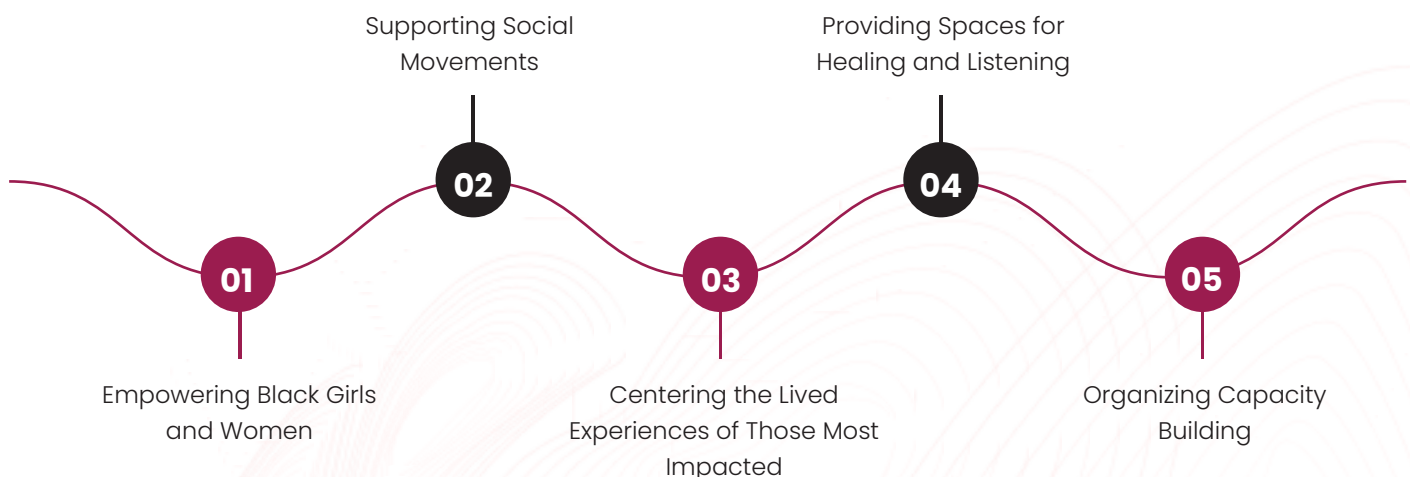 01
Empowering Black Girls
and Women
02
Supporting Social
Movements
03
Centering the Lived
Experiences of Those Most
Impacted
04
Providing Spaces for
Healing and Listening
05
Organizing Capacity
Building